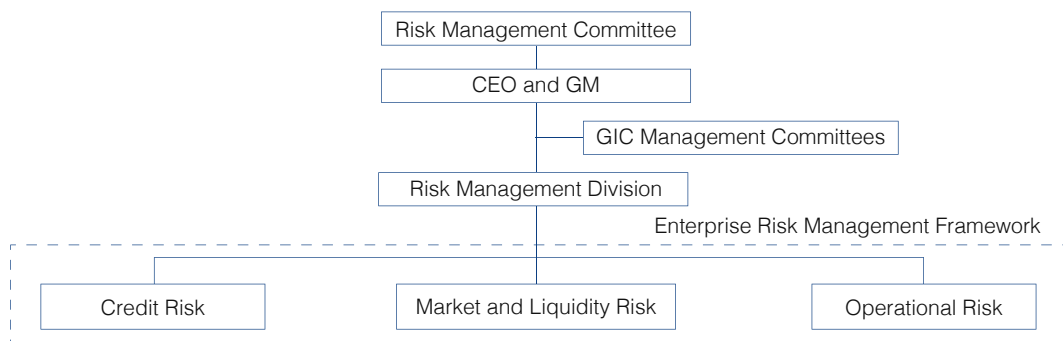 Risk Management Committee
CEO and GM
GIC Management Committees
Risk Management Division
Enterprise Risk Management Framework
Credit Risk
Market and Liquidity Risk
Operational Risk